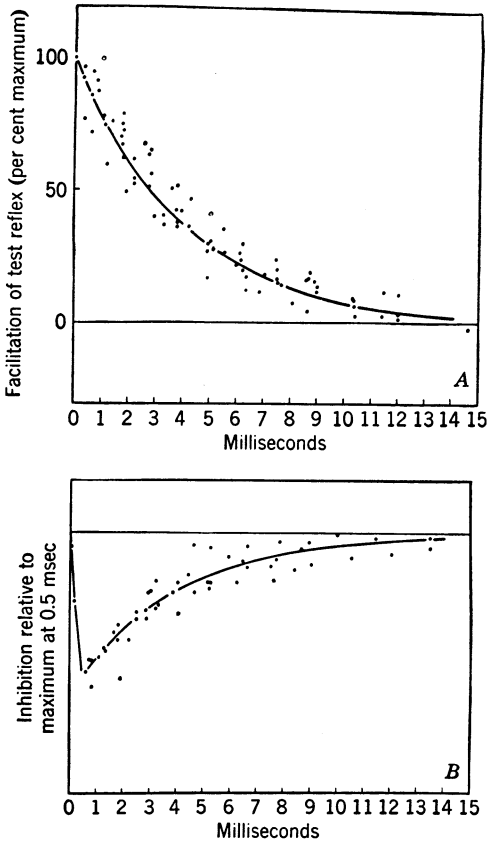 Facilitation of test reflex (per cent maximum)
100
50
0
A
0 1 2 3 4 5 6 7 8 9 10 11 12 13 14 15
Milliseconds
Inhibition relative to
maximum at 0.5 msec
B
0 1 2 3 4 5 6 7 8 9 10 11 12 13 14 15
Milliseconds